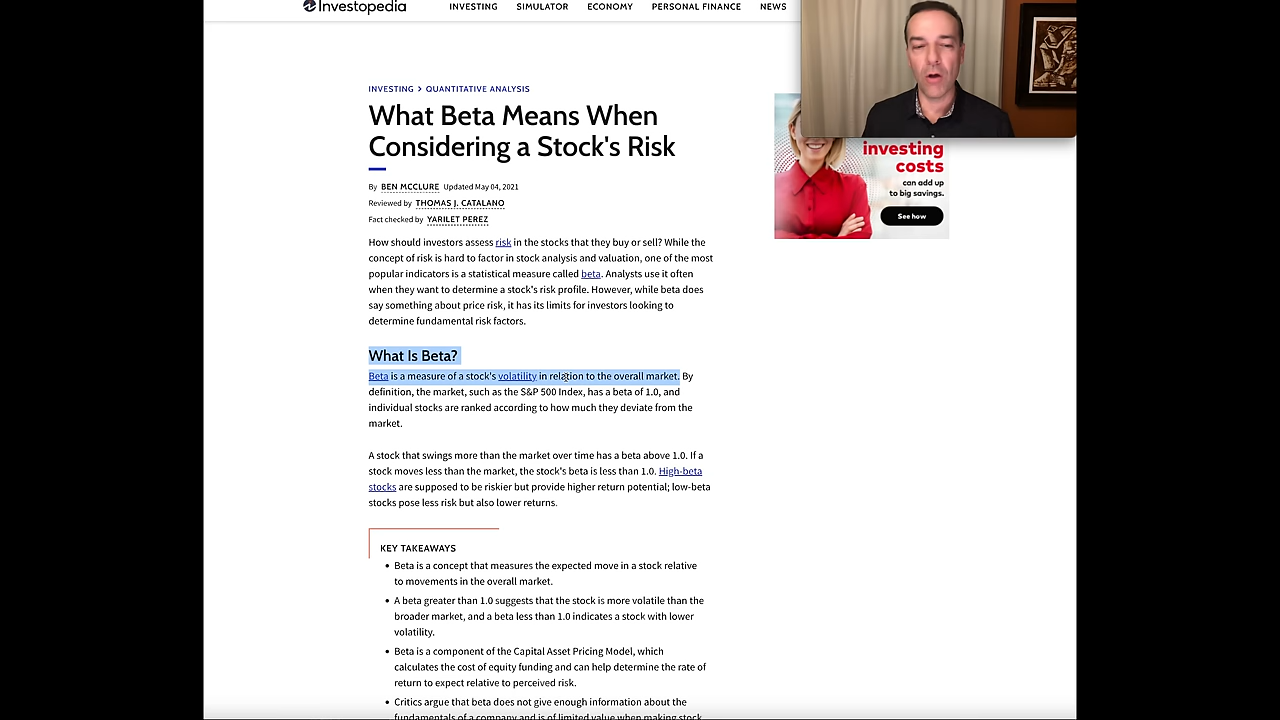 Investopedia
INVESTING SIMULATOR ECONOMY PERSONAL FINANCE NEWS
INVESTING > QUANTITATIVE ANALYSIS
What Beta Means When
Considering a Stock's Risk
By BEN MCCLURE Updated May 04, 2021
Reviewed by THOMAS J. CATALANO
Fact checked by YARILET PEREZ
How should investors assess risk in the stocks that they buy or sell? While the
concept of risk is hard to factor in stock analysis and valuation, one of the most
popular indicators is a statistical measure called beta. Analysts use it often
when they want to determine a stock's risk profile. However, while beta does
say something about price risk, it has its limits for investors looking to
determine fundamental risk factors.
What Is Beta?
Beta is a measure of a stock's volatility in relation to the overall market. By
definition, the market, such as the S&P 500 Index, has a beta of 1.0, and
individual stocks are ranked according to how much they deviate from the
market.
A stock that swings more than the market over time has a beta above 1.0. If a
stock moves less than the market, the stock's beta is less than 1.0. High-beta
stocks are supposed to be riskier but provide higher return potential; low-beta
stocks pose less risk but also lower returns.
KEY TAKEAWAYS
• Beta is a concept that measures the expected move in a stock relative
to movements in the overall market.
• A beta greater than 1.0 suggests that the stock is more volatile than the
broader market, and a beta less than 1.0 indicates a stock with lower
volatility.
• Beta is a component of the Capital Asset Pricing Model, which
calculates the cost of equity funding and can help determine the rate of
return to expect relative to perceived risk.
• Critics argue that beta does not give enough information about the
fundamentals of a company and is of limited value when making stock
investing
costs
can add up
to big savings.
See how